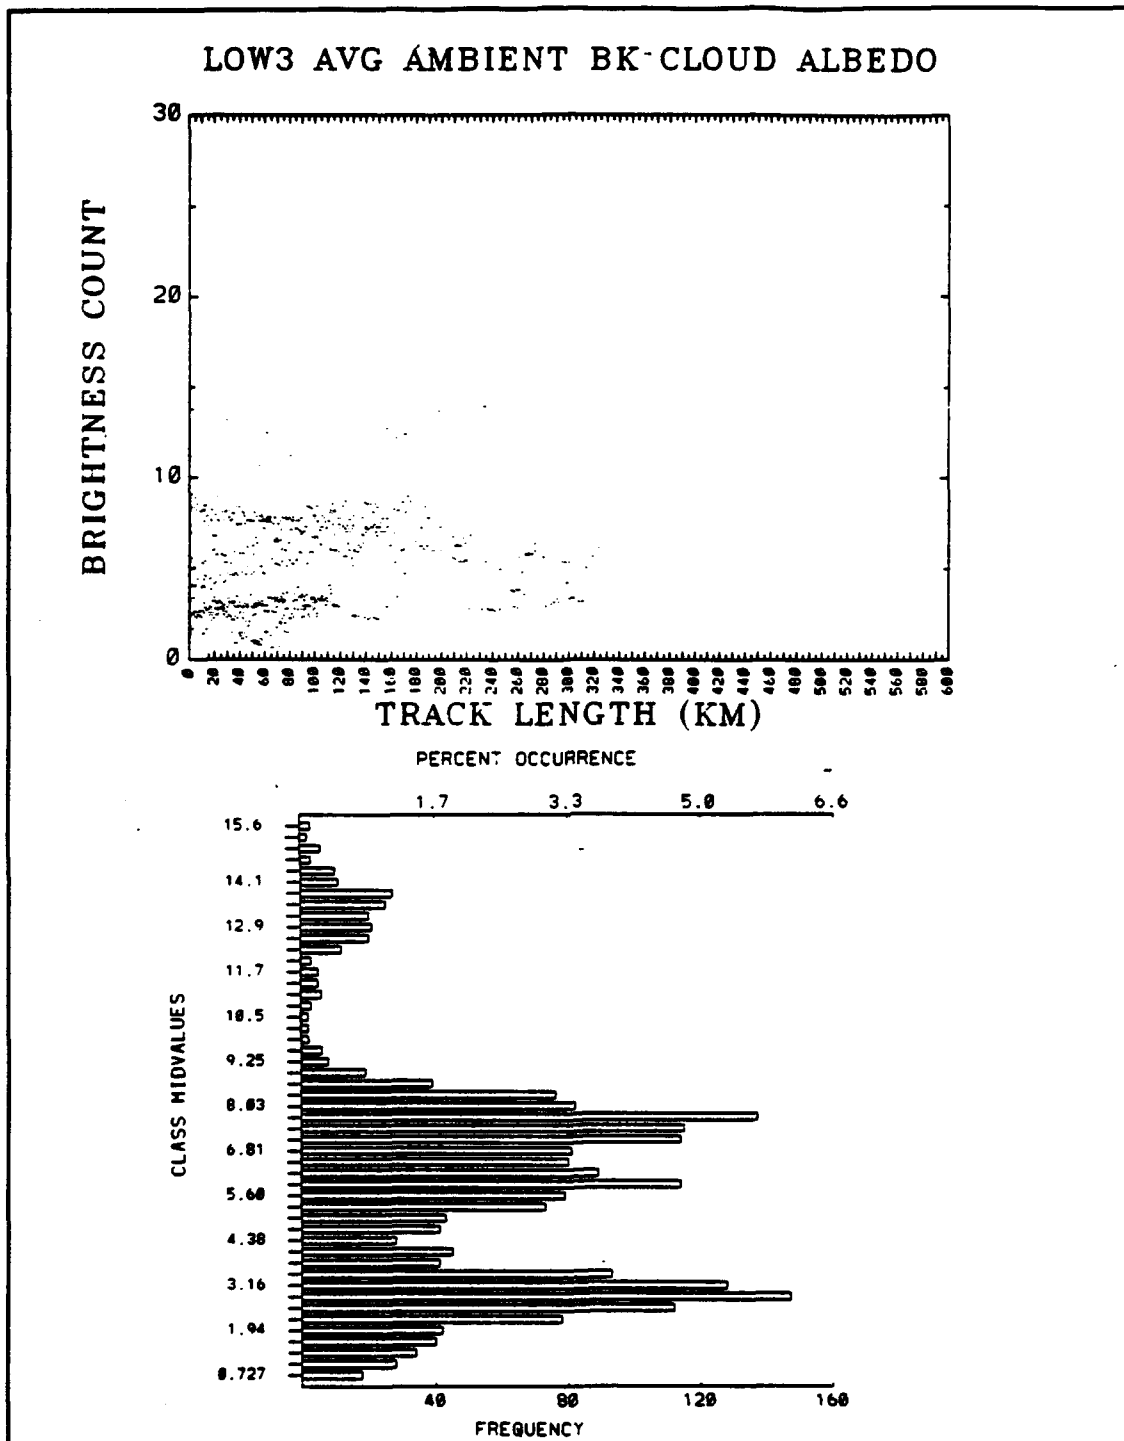 LOW3 AVG AMBIENT BK-CLOUD ALBEDO
30
20
10
0
BRIGHTNESS COUNT
0 20 40 60 80 100 120 140 160 180 200 220 240 260 280 300 320 340 360 380 400 420 440 460 480 500 520 540 560 580 600
TRACK LENGTH (KM)
PERCENT OCCURRENCE
1.7 3.3 5.0 6.6
15.6
14.1
12.9
11.7
10.5
9.25
8.03
6.81
5.60
4.38
3.16
1.94
0.727
CLASS MIDVALUES
40 80 120 160
FREQUENCY